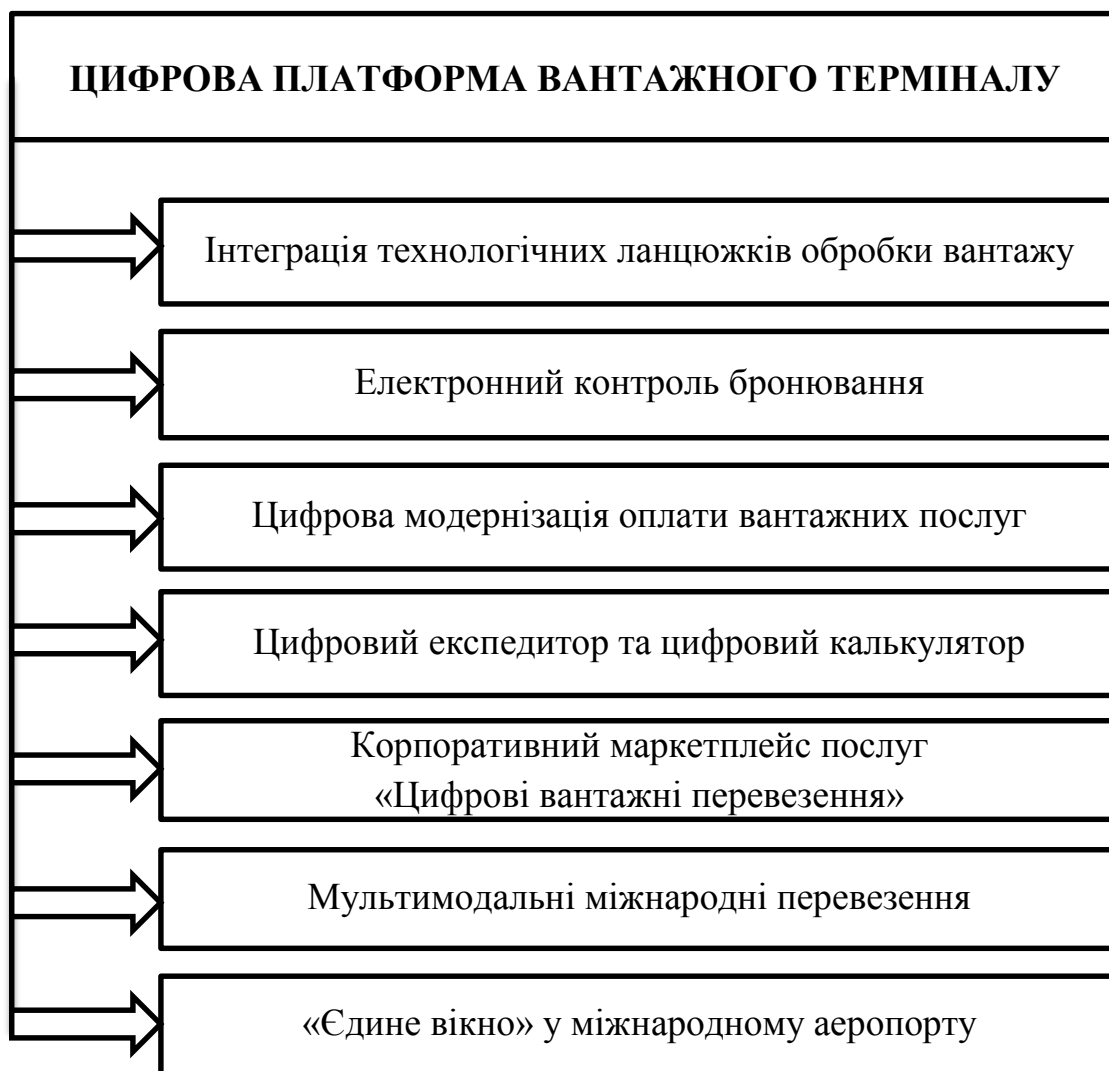 ЦИФРОВА ПЛАТФОРМА ВАНТАЖНОГО ТЕРМІНАЛУ
Інтеграція технологічних ланцюжків обробки вантажу
Електронний контроль бронювання
Цифрова модернізація оплати вантажних послуг
Цифровий експедитор та цифровий калькулятор
Корпоративний маркетплейс послуг
«Цифрові вантажні перевезення»
Мультимодальні міжнародні перевезення
«Єдине вікно» у міжнародному аеропорту